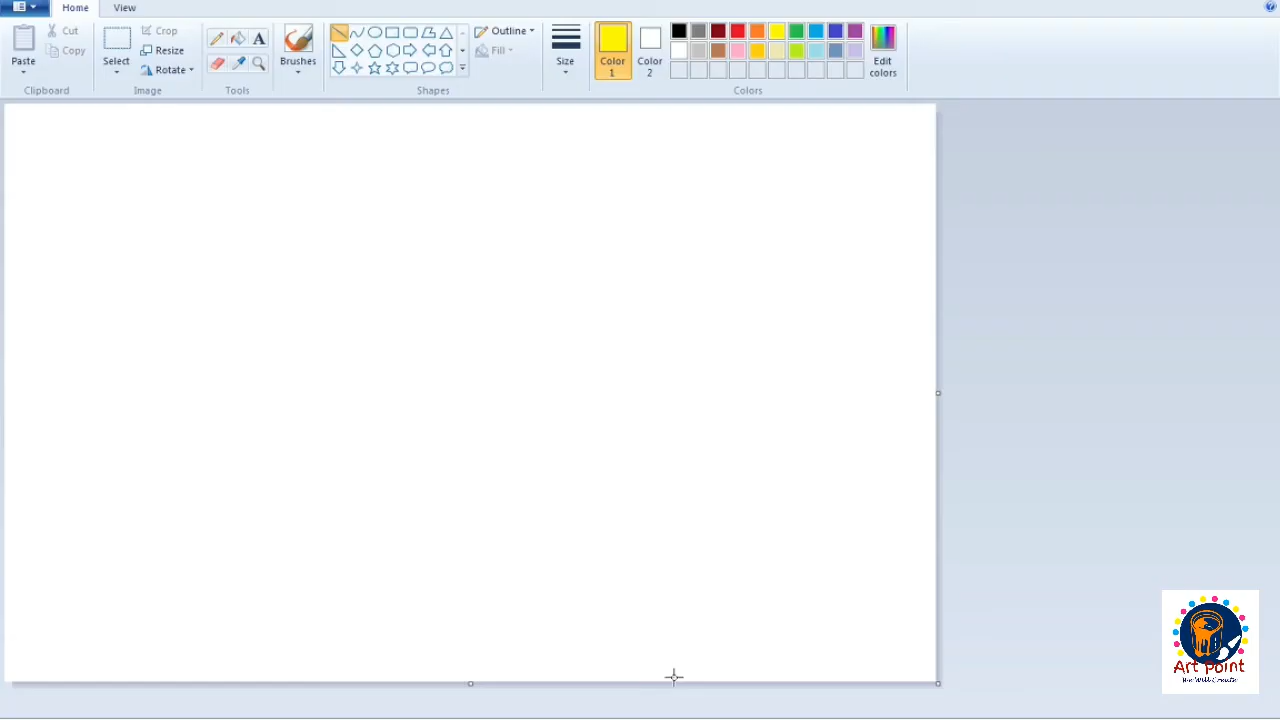 Home View
Cut
Copy
Paste
Clipboard
Select
Crop
Resize
Rotate
Image
A
Tools
Brushes
Outline
Fill
Shapes
Size
Color
1
Color
2
Edit
colors
Colors
Art Point